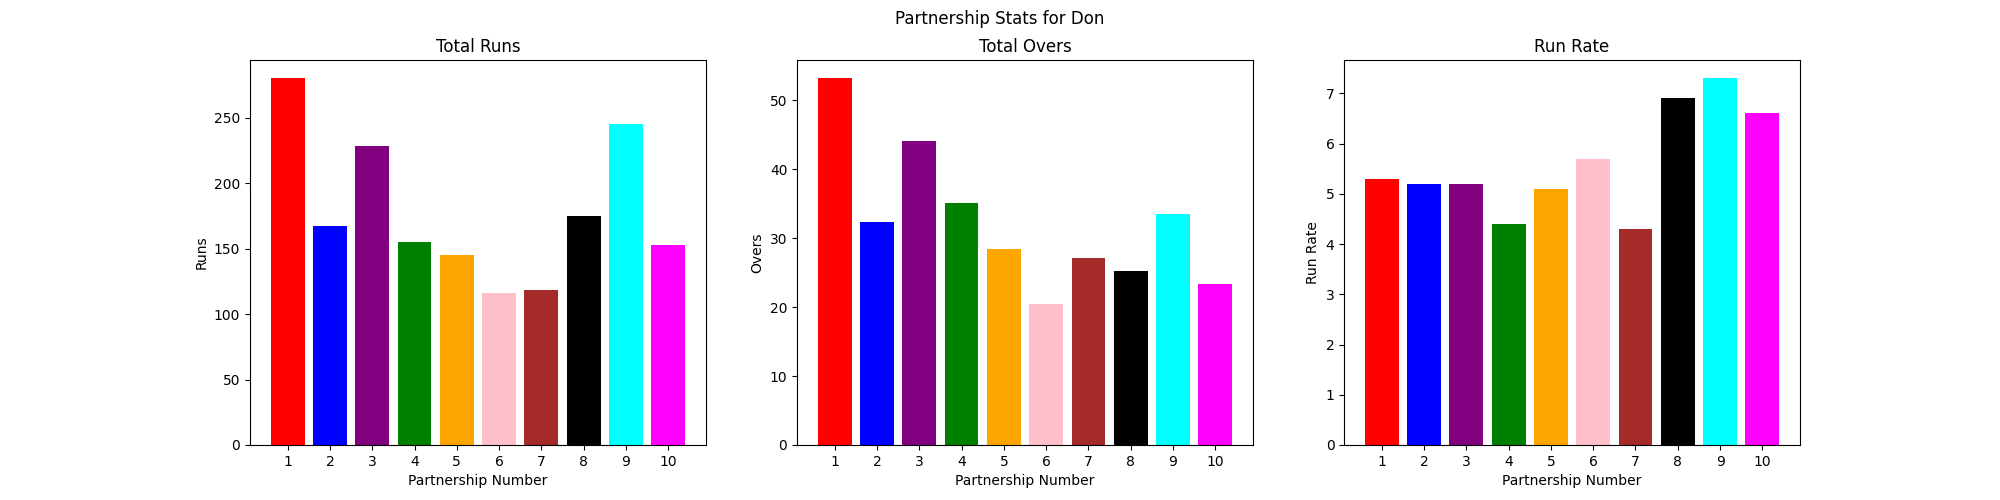 Partnership Stats for Don
Total Runs
Runs
250
200
150
100
50
0
1 2 3 4 5 6 7 8 9 10
Partnership Number
Total Overs
Overs
50
40
30
20
10
0
1 2 3 4 5 6 7 8 9 10
Partnership Number
Run Rate
Run Rate
7
6
5
4
3
2
1
0
1 2 3 4 5 6 7 8 9 10
Partnership Number